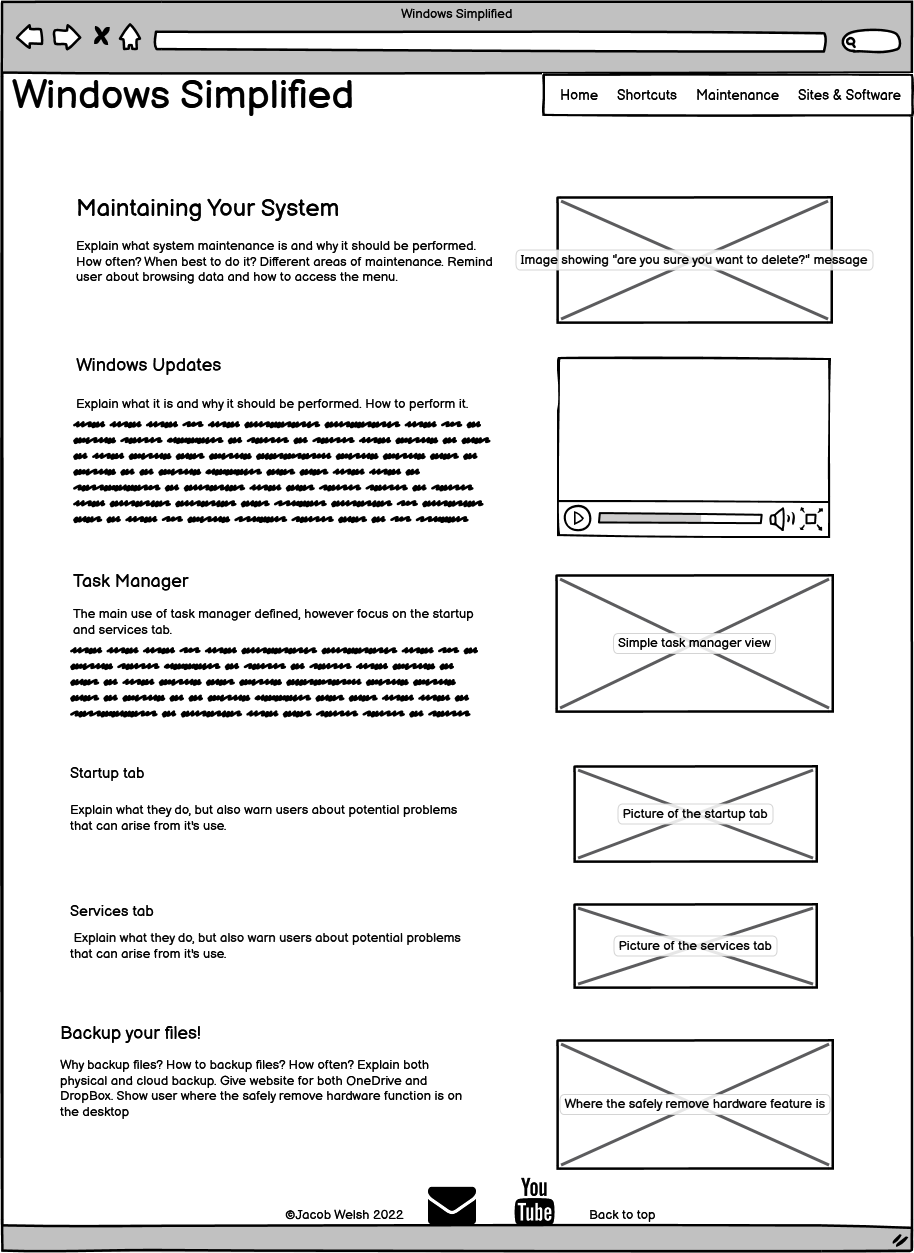 Windows Simplified
Windows Simplified
Home Shortcuts Maintenance Sites & Software
Maintaining Your System
Explain what system maintenance is and why it should be performed.
How often? When best to do it? Different areas of maintenance. Remind
user about browsing data and how to access the menu.
Image showing "are you sure you want to delete?" message
Windows Updates
Explain what it is and why it should be performed. How to perform it.
Task Manager
The main use of task manager defined, however focus on the startup
and services tab.
Simple task manager view
Startup tab
Explain what they do, but also warn users about potential problems
that can arise from it's use.
Picture of the startup tab
Services tab
Explain what they do, but also warn users about potential problems
that can arise from it's use.
Picture of the services tab
Backup your files!
Why backup files? How to backup files? How often? Explain both
physical and cloud backup. Give website for both OneDrive and
DropBox. Show user where the safely remove hardware function is on
the desktop
Where the safely remove hardware feature is
©Jacob Welsh 2022
You
Tube
Back to top